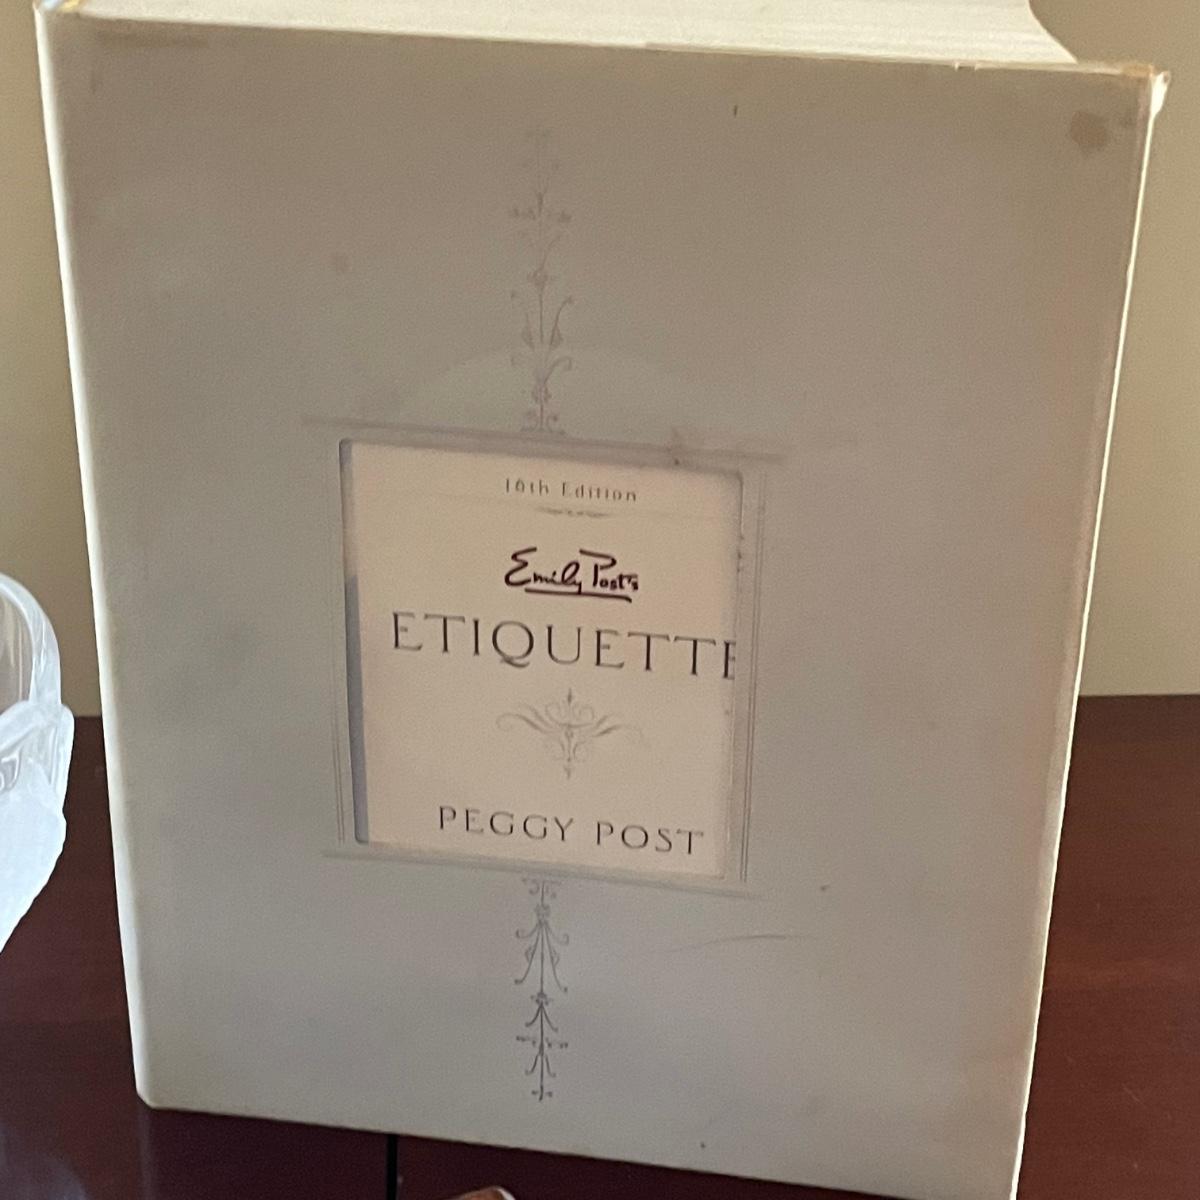 16th Edition
Emily Post's
ETIQUETTE
PEGGY POST